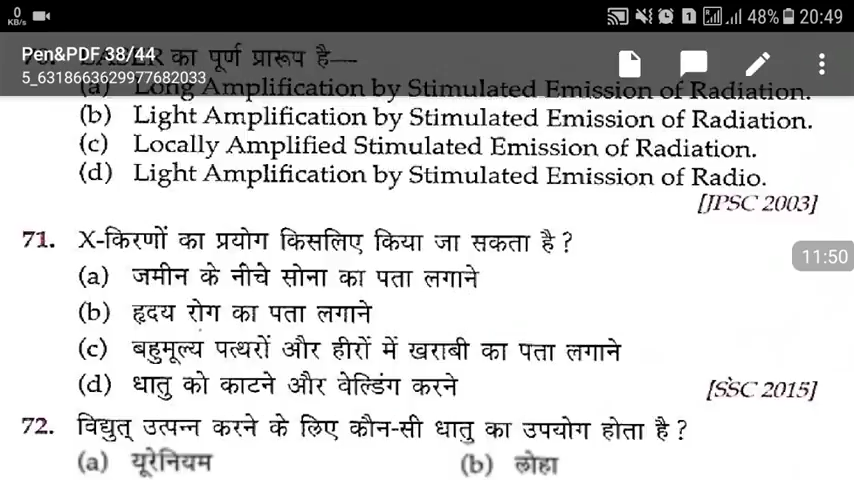 0
KB/s
48% 20:49
Pen&PDF 38/44
का पूर्ण प्रारूप है—
5_6318663629977682033
(a) Long Amplification by Stimulated Emission of Radiation.
(b) Light Amplification by Stimulated Emission of Radiation.
(c) Locally Amplified Stimulated Emission of Radiation.
(d) Light Amplification by Stimulated Emission of Radio.
[JPSC 2003]
71. X-किरणों का प्रयोग किसलिए किया जा सकता है ?
11:50
(a) जमीन के नीचे सोना का पता लगाने
(b) हृदय रोग का पता लगाने
(c) बहुमूल्य पत्थरों और हीरों में खराबी का पता लगाने
(d) धातु को काटने और वेल्डिंग करने [SSC 2015]
72. विद्युत् उत्पन्न करने के लिए कौन-सी धातु का उपयोग होता है ?
(a) यूरेनियम (b) लोहा